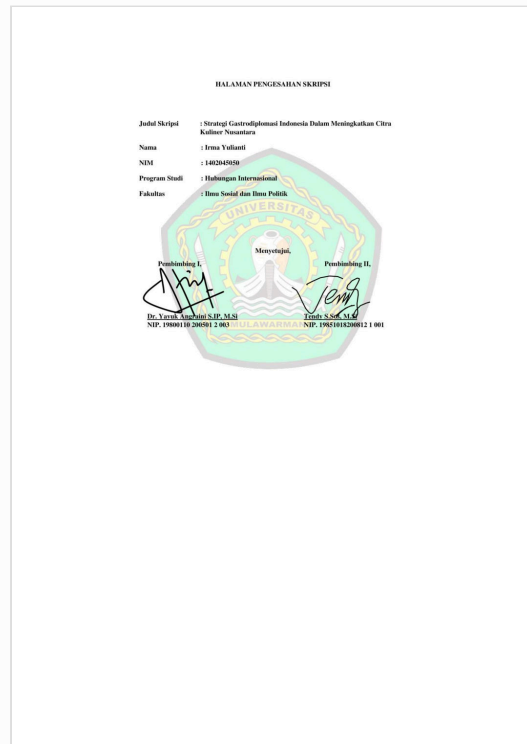 HALAMAN PENGESAHAN SKRIPSI
Judul Skripsi : Strategi Gastrodiplomasi Indonesia Dalam Meningkatkan Citra
Kuliner Nusantara
Nama : Irma Yulianti
NIM : 1402045050
Program Studi : Hubungan Internasional
Fakultas : Ilmu Sosial dan Ilmu Politik
UNIVERSITAS
Menyetujui,
Pembimbing I, Pembimbing II,
Dr. Yayuk Angraini S.IP, M.Si Tendy S.Sos, M.Si
NIP. 19800110 200501 2 003 NIP. 19851018200812 1 001
MULAWARMAN